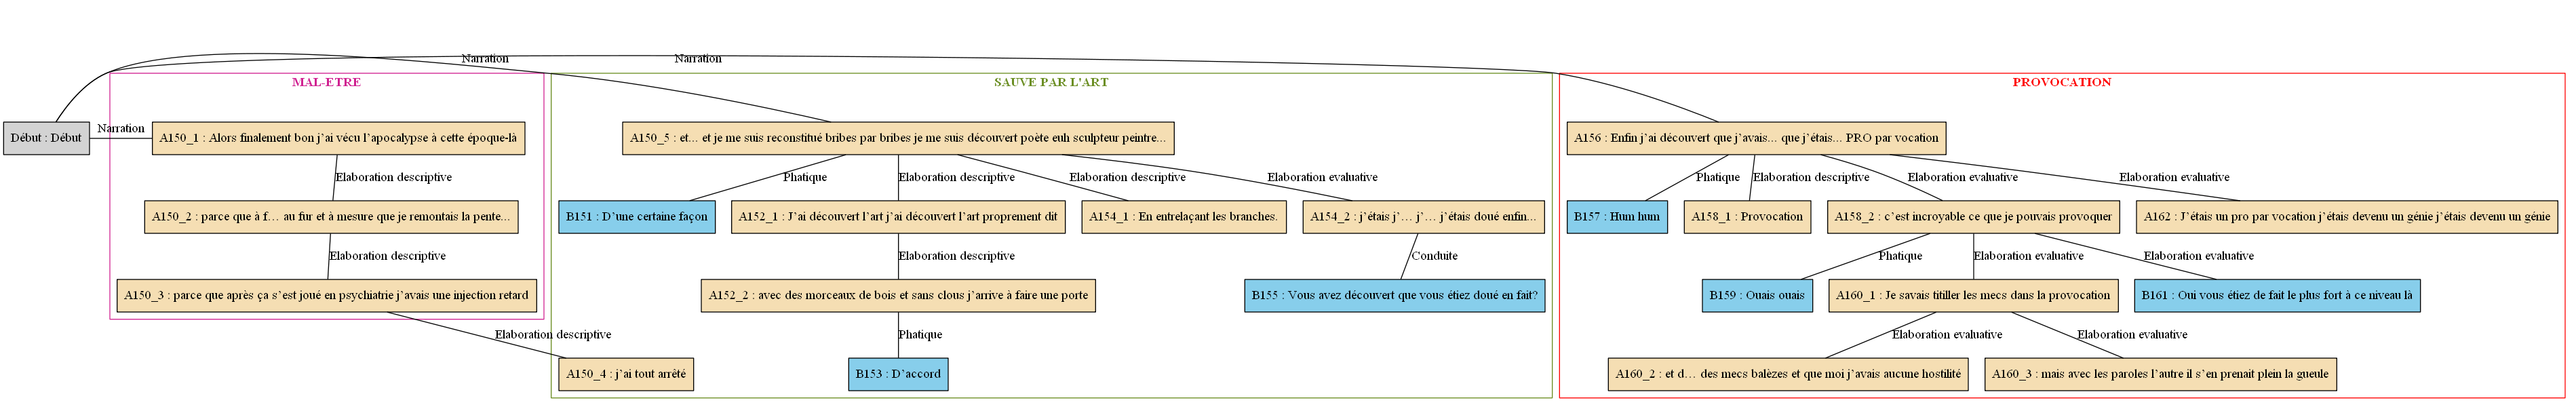 Narration
Narration
MAL-ETRE
SAUVE PAR L'ART
PROVOCATION
Début : Début
Narration
A150_1 : Alors finalement bon j’ai vécu l’apocalypse à cette époque-là
A150_5 : et... et je me suis reconstitué bribes par bribes je me suis découvert poète euh sculpteur peintre...
A156 : Enfin j’ai découvert que j’avais... que j’étais... PRO par vocation
Elaboration descriptive
Phatique
Elaboration descriptive
Elaboration descriptive
Elaboration evaluative
Phatique
Elaboration descriptive
Elaboration evaluative
Elaboration evaluative
A150_2 : parce que à f… au fur et à mesure que je remontais la pente...
B151 : D’une certaine façon
A152_1 : J’ai découvert l’art j’ai découvert l’art proprement dit
A154_1 : En entrelaçant les branches.
A154_2 : j’étais j’… j’… j’étais doué enfin...
B157 : Hum hum
A158_1 : Provocation
A158_2 : c’est incroyable ce que je pouvais provoquer
A162 : J’étais un pro par vocation j’étais devenu un génie j’étais devenu un génie
Elaboration descriptive
Elaboration descriptive
Conduite
Phatique
Elaboration evaluative
Elaboration evaluative
A150_3 : parce que après ça s’est joué en psychiatrie j’avais une injection retard
A152_2 : avec des morceaux de bois et sans clous j’arrive à faire une porte
B155 : Vous avez découvert que vous étiez doué en fait?
B159 : Ouais ouais
A160_1 : Je savais titiller les mecs dans la provocation
B161 : Oui vous étiez de fait le plus fort à ce niveau là
Elaboration descriptive
Phatique
Elaboration evaluative
Elaboration evaluative
A150_4 : j’ai tout arrêté
B153 : D’accord
A160_2 : et d… des mecs balèzes et que moi j’avais aucune hostilité
A160_3 : mais avec les paroles l’autre il s’en prenait plein la gueule